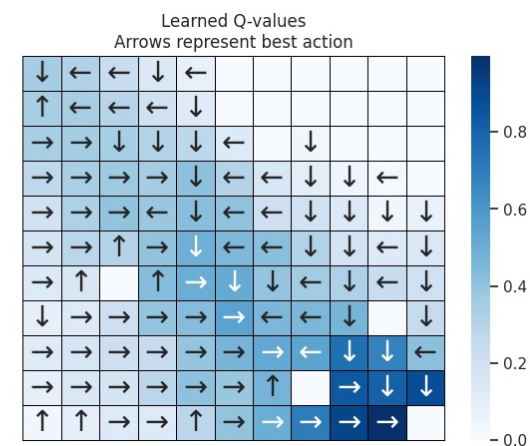 Learned Q-values
Arrows represent best action
↓ ← ← ↓ ←
↑ ← ← ← ↓
→ → ↓ ↓ ↓ ← ↓
→ → → → ↓ ← ← ↓ ↓ ←
→ → → ← ↓ ← ← ↓ ↓ ↓ ↓
→ → ↑ → ↓ ← ← ↓ ↓ ← ↓
→ ↑ ↑ → ↓ ↓ ← ↓ ← ↓
↓ → → → → → ← ← ↓ ↓
→ → → → → → → ← ↓ ↓ ←
→ → → → → → ↑ → ↓ ↓
↑ ↑ → → ↑ → → → → →
0.8
0.6
0.4
0.2
0.0